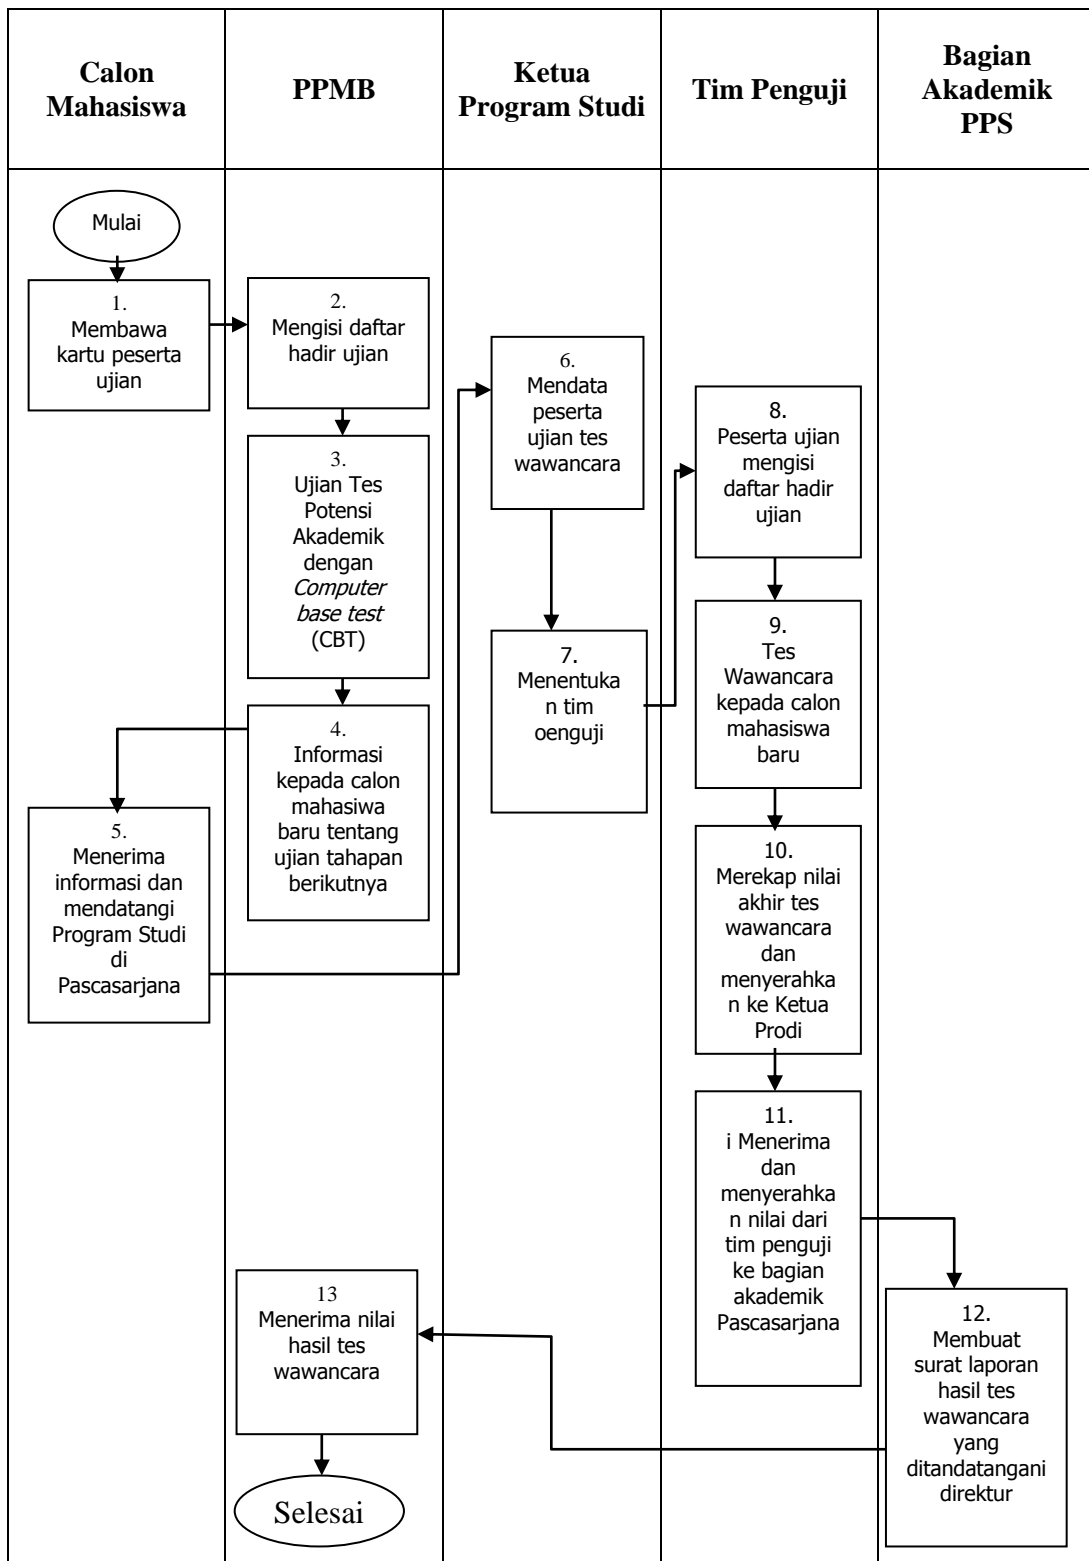 Calon
Mahasiswa
PPMB
Ketua
Program Studi
Tim Penguji
Bagian
Akademik
PPS
Mulai
1.
Membawa
kartu peserta
ujian
2.
Mengisi daftar
hadir ujian
3.
Ujian Tes
Potensi
Akademik
dengan
Computer
base test
(CBT)
4.
Informasi
kepada calon
mahasiwa
baru tentang
ujian tahapan
berikutnya
5.
Menerima
informasi dan
mendatangi
Program Studi
di
Pascasarjana
6.
Mendata
peserta
ujian tes
wawancara
7.
Menentuka
n tim
oenguji
8.
Peserta ujian
mengisi
daftar hadir
ujian
9.
Tes
Wawancara
kepada calon
mahasiswa
baru
10.
Merekap nilai
akhir tes
wawancara
dan
menyerahka
n ke Ketua
Prodi
11.
i Menerima
dan
menyerahka
n nilai dari
tim penguji
ke bagian
akademik
Pascasarjana
12.
Membuat
surat laporan
hasil tes
wawancara
yang
ditandatangani
direktur
13
Menerima nilai
hasil tes
wawancara
Selesai